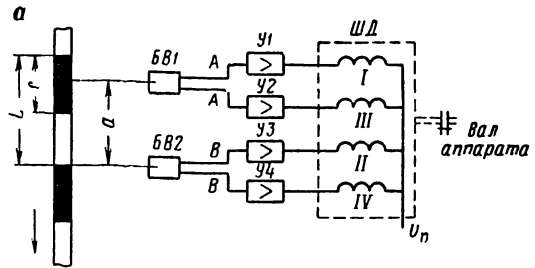 а
ШД
БВ1
А
У1
I
А
У2
III
r
L
a
БВ2
В
У3
II
В
У4
IV
Вал
аппарата
Uп